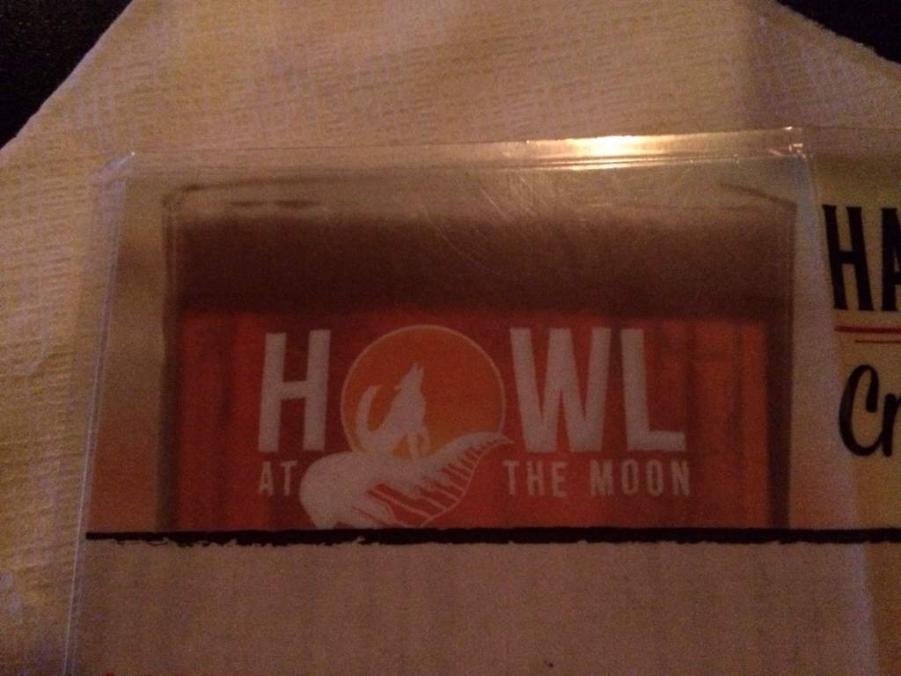 HOWL
AT THE MOON
HA
Cr